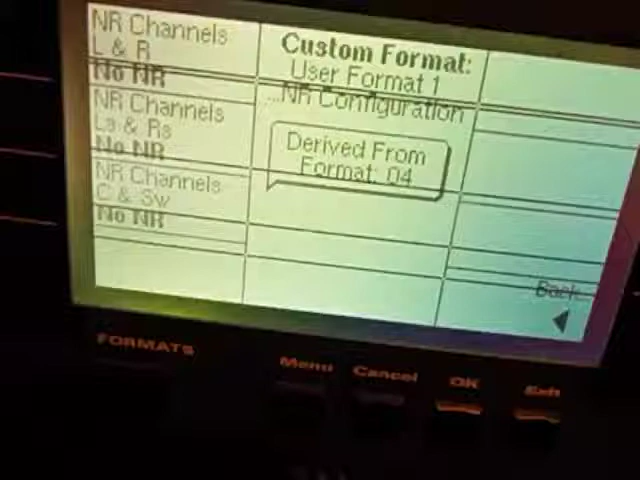 NR Channels
L & R
No NR
NR Channels
Ls & Rs
No NR
NR Channels
C & Sw
No NR
Custom Format:
User Format 1
...NR Configuration
Derived From
Format: 04
Back...
FORMATS
Menu
Cancel
OK
Exit